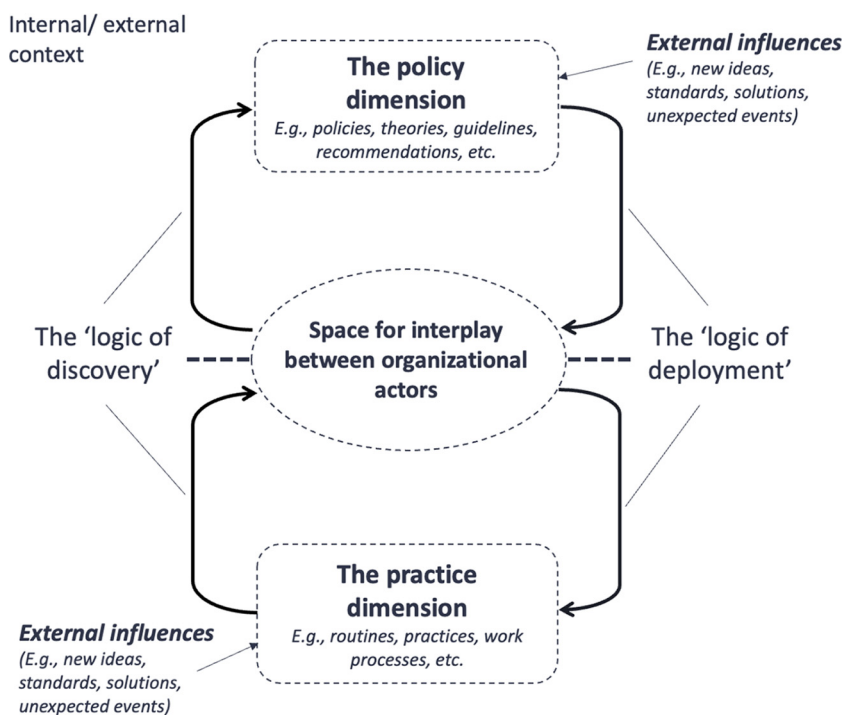 Internal/ external
context
External influences
(E.g., new ideas,
standards, solutions,
unexpected events)
The policy
dimension
E.g., policies, theories, guidelines,
recommendations, etc.
The ‘logic of
discovery’
Space for interplay
between organizational
actors
The ‘logic of
deployment’
The practice
dimension
E.g., routines, practices, work
processes, etc.
External influences
(E.g., new ideas,
standards, solutions,
unexpected events)